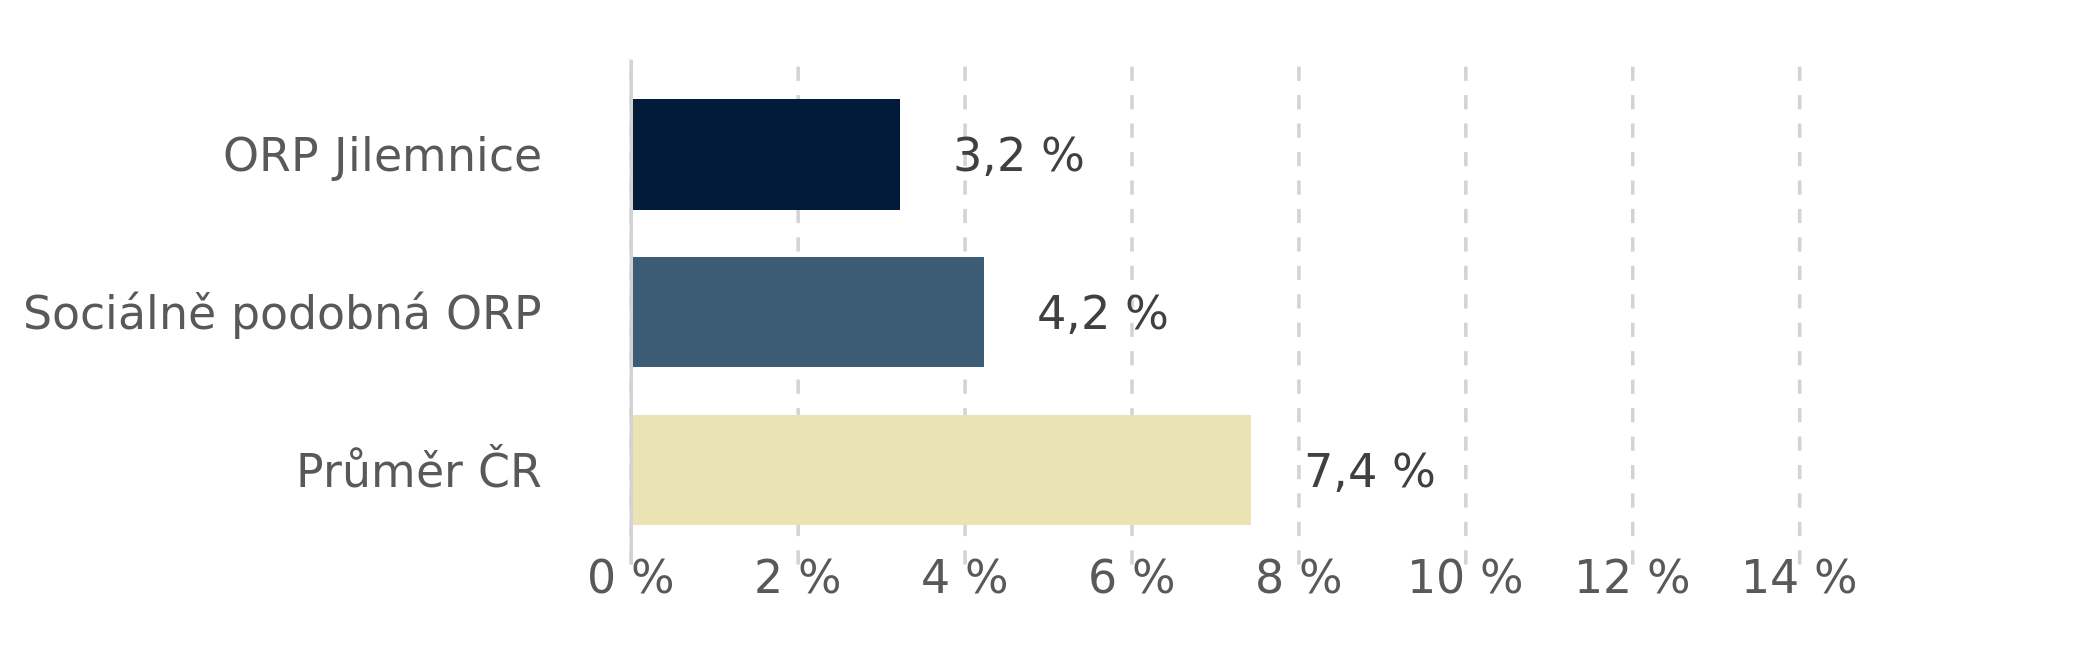 ORP Jilemnice 3,2 %
Sociálně podobná ORP 4,2 %
Průměr ČR 7,4 %
0 % 2 % 4 % 6 % 8 % 10 % 12 % 14 %